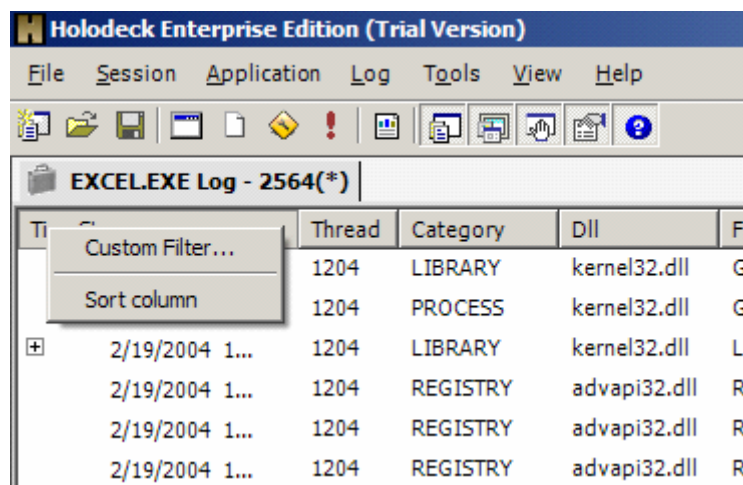 Holodeck Enterprise Edition (Trial Version)
File Session Application Log Tools View Help
EXCEL.EXE Log - 2564(*)
Thread Category Dll
Custom Filter...
1204 LIBRARY kernel32.dll
Sort column
1204 PROCESS kernel32.dll
2/19/2004 1... 1204 LIBRARY kernel32.dll L
2/19/2004 1... 1204 REGISTRY advapi32.dll R
2/19/2004 1... 1204 REGISTRY advapi32.dll R
2/19/2004 1... 1204 REGISTRY advapi32.dll R